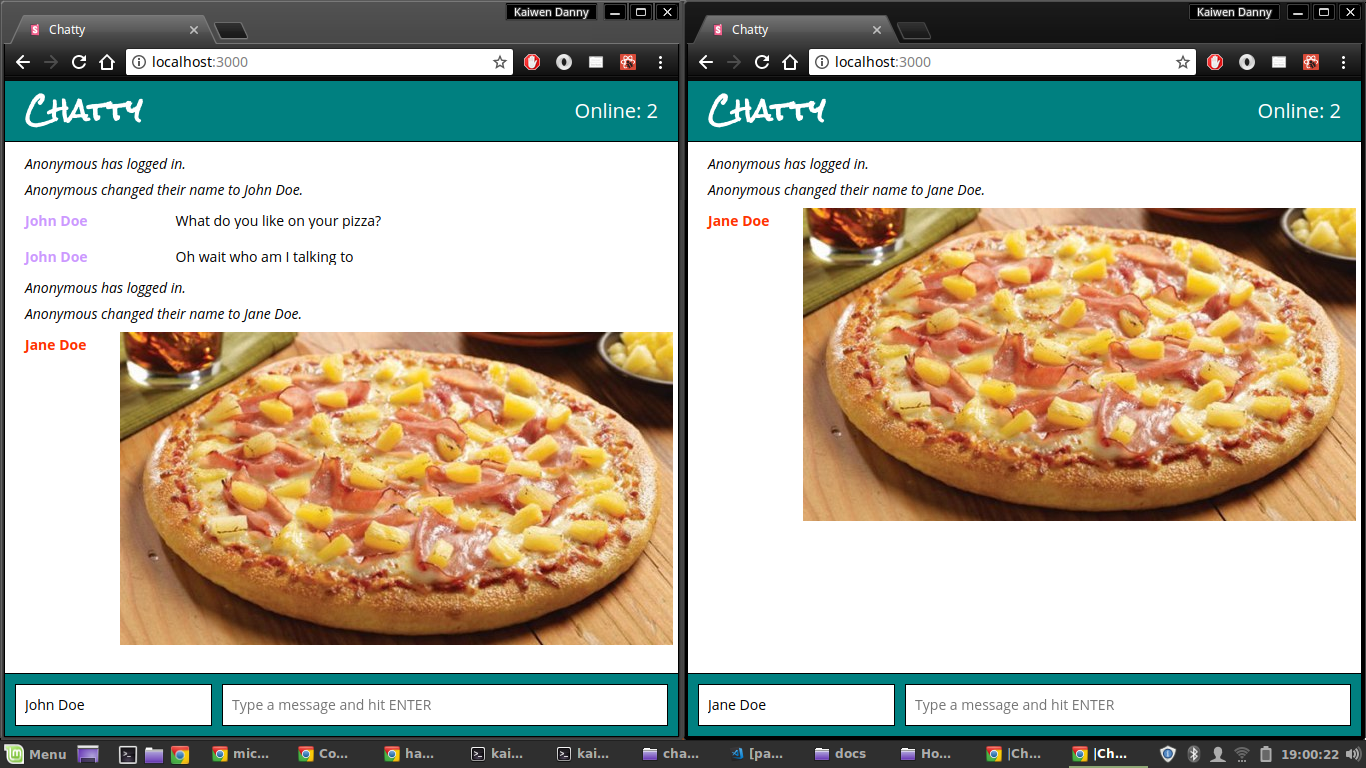 Kaiwen Danny
Chatty
localhost:3000
Chatty
Online: 2
Anonymous has logged in.
Anonymous changed their name to John Doe.
John Doe What do you like on your pizza?
John Doe Oh wait who am I talking to
Anonymous has logged in.
Anonymous changed their name to Jane Doe.
Jane Doe
John Doe
Type a message and hit ENTER
Kaiwen Danny
Chatty
localhost:3000
Chatty
Online: 2
Anonymous has logged in.
Anonymous changed their name to Jane Doe.
Jane Doe
Jane Doe
Type a message and hit ENTER
Menu mic... Co... ha... kai... kai... cha... [pa... docs Ho... |Ch... |Ch... 19:00:22